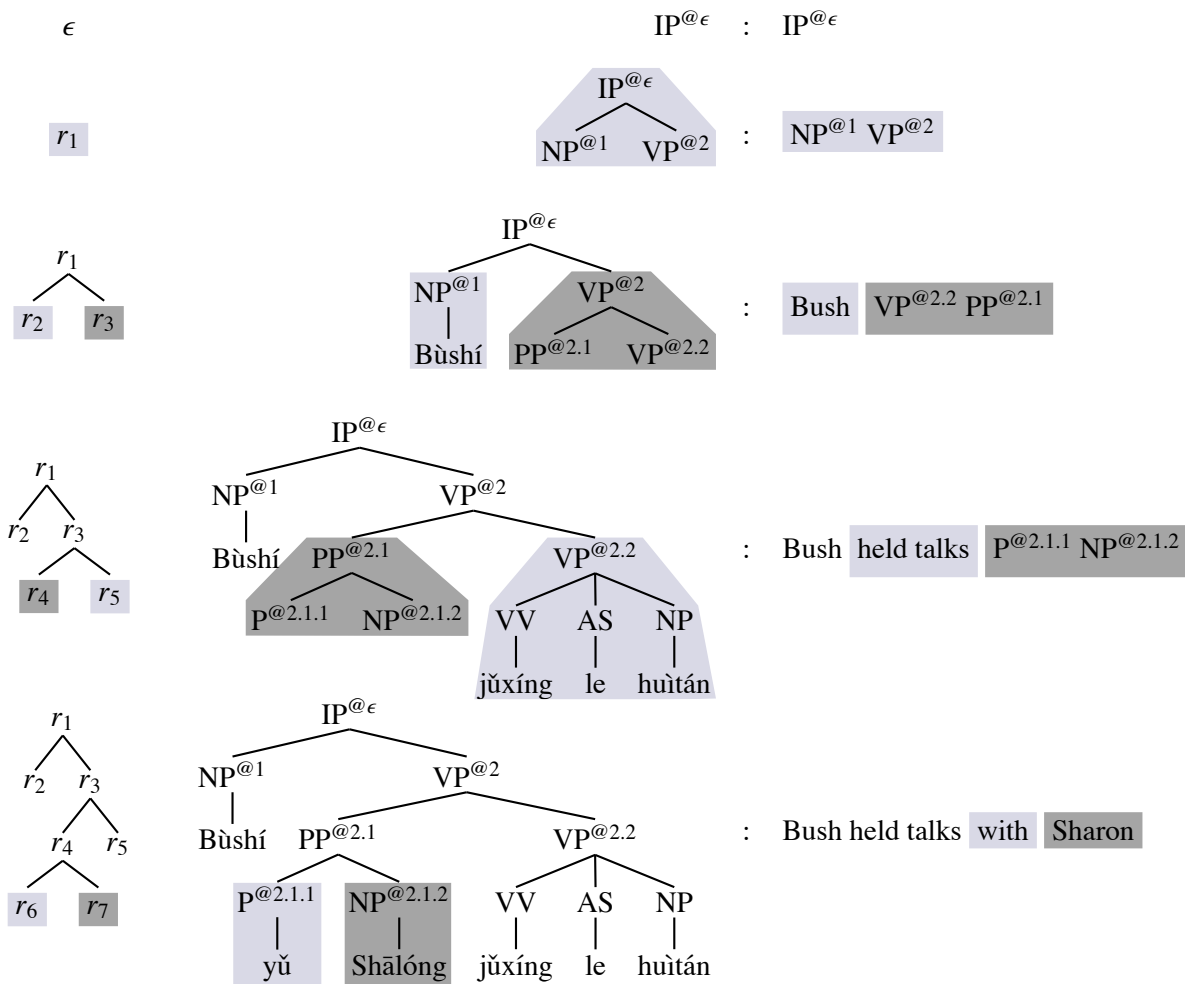 ϵ IP@ϵ : IP@ϵ
IP@ϵ
r1 NP@1 VP@2 : NP@1 VP@2
IP@ϵ
r1
NP@1 VP@2
r2 r3 : Bush VP@2.2 PP@2.1
Bùshí PP@2.1 VP@2.2
IP@ϵ
r1
NP@1 VP@2
r2 r3
Bùshí PP@2.1 VP@2.2 : Bush held talks P@2.1.1 NP@2.1.2
r4 r5
P@2.1.1 NP@2.1.2 VV AS NP
jǔxíng le huìtán
r1 IP@ϵ
r2 r3 NP@1 VP@2
Bùshí PP@2.1 VP@2.2 : Bush held talks with Sharon
r4 r5
r6 r7 P@2.1.1 NP@2.1.2 VV AS NP
yǔ Shālóng jǔxíng le huìtán